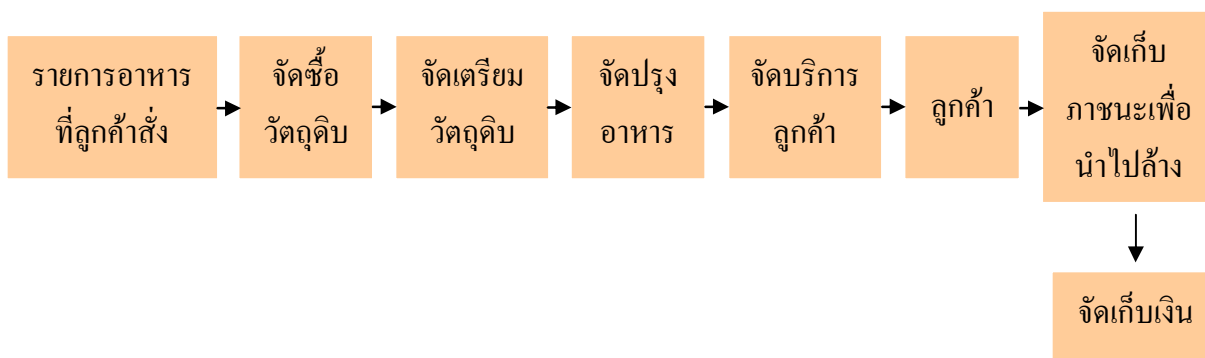 รายการอาหาร
ที่ลูกค้าสั่ง
จัดซื้อ
วัตถุดิบ
จัดเตรียม
วัตถุดิบ
จัดปรุง
อาหาร
จัดบริการ
ลูกค้า
ลูกค้า
จัดเก็บ
ภาชนะเพื่อ
นำไปล้าง
จัดเก็บเงิน